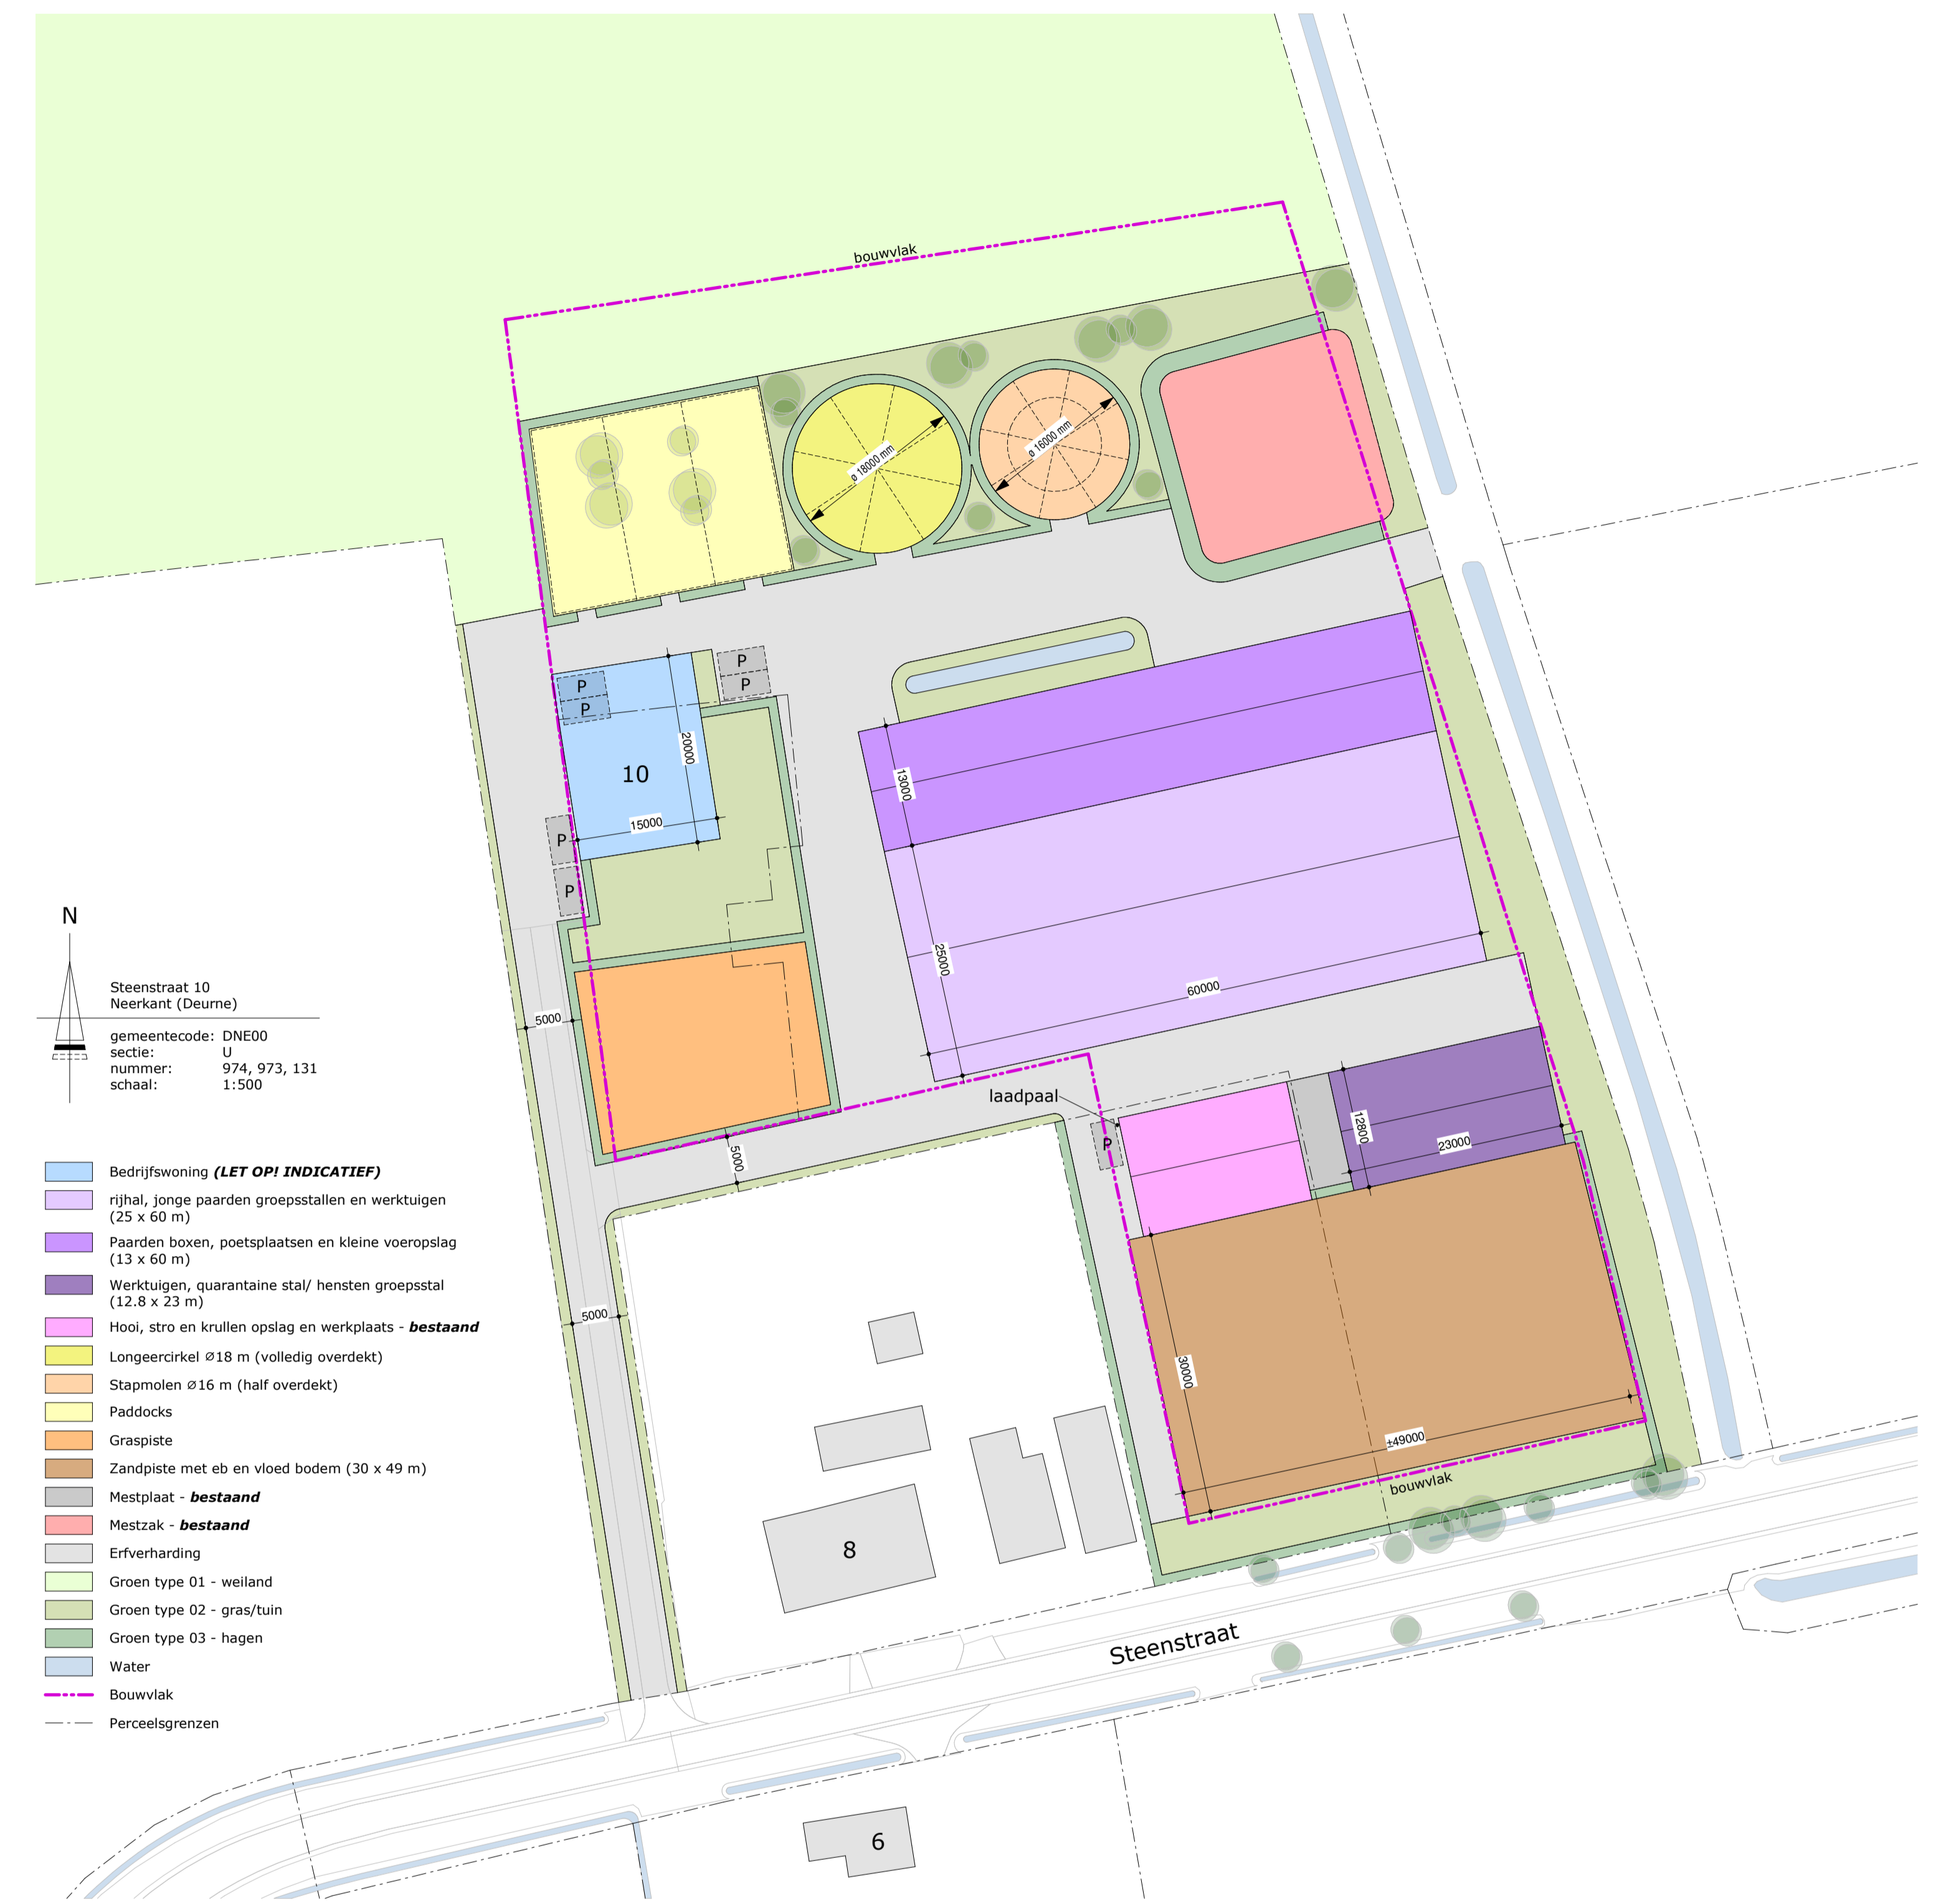 bouwvlak
ø 18000 mm
ø 16000 mm
P
P
P
P
10
20000
15000
P
P
13000
25000
60000
N
Steenstraat 10
Neerkant (Deurne)
gemeentecode: DNE00
sectie: U
nummer: 974, 973, 131
schaal: 1:500
5000
5000
5000
laadpaal
P
12800
23000
30000
±49000
bouwvlak
Bedrijfswoning (LET OP! INDICATIEF)
rijhal, jonge paarden groepsstallen en werktuigen
(25 x 60 m)
Paarden boxen, poetsplaatsen en kleine voeropslag
(13 x 60 m)
Werktuigen, quarantaine stal/ hensten groepsstal
(12.8 x 23 m)
Hooi, stro en krullen opslag en werkplaats - bestaand
Longeercirkel ∅18 m (volledig overdekt)
Stapmolen ∅16 m (half overdekt)
Paddocks
Graspiste
Zandpiste met eb en vloed bodem (30 x 49 m)
Mestplaat - bestaand
Mestzak - bestaand
Erfverharding
Groen type 01 - weiland
Groen type 02 - gras/tuin
Groen type 03 - hagen
Water
Bouwvlak
Perceelsgrenzen
8
Steenstraat
6